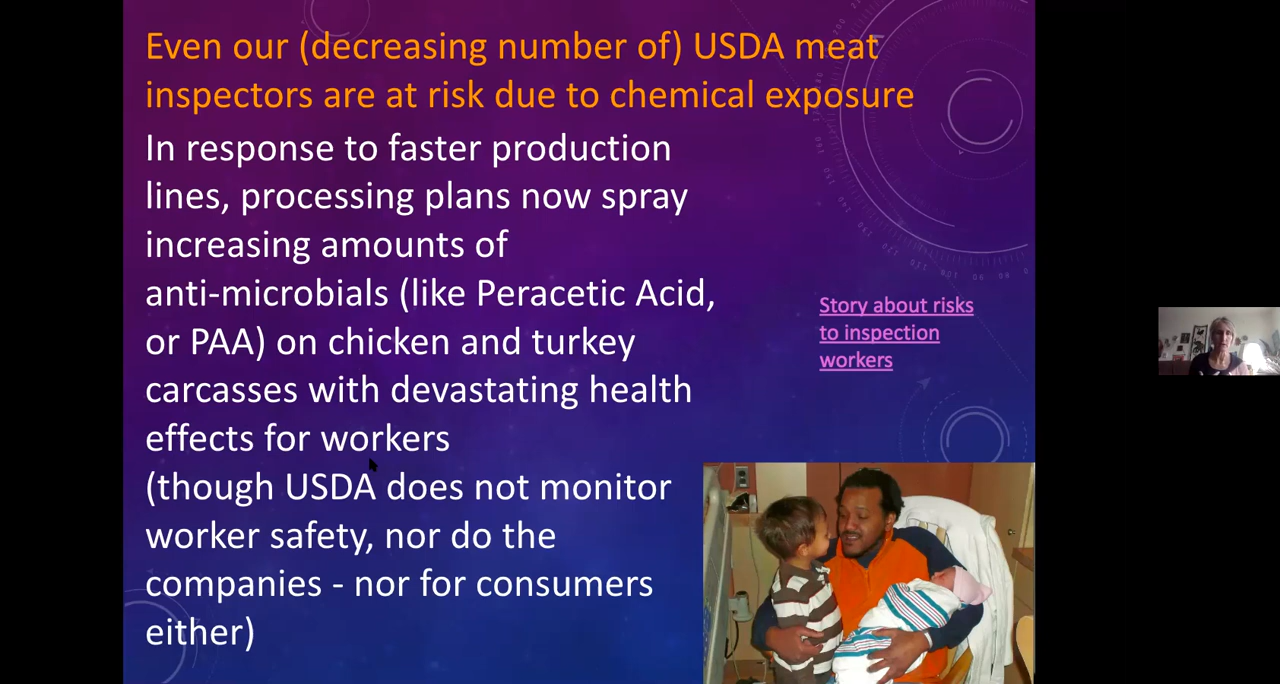 Even our (decreasing number of) USDA meat
inspectors are at risk due to chemical exposure
In response to faster production
lines, processing plans now spray
increasing amounts of
anti-microbials (like Peracetic Acid,
or PAA) on chicken and turkey
carcasses with devastating health
effects for workers
(though USDA does not monitor
worker safety, nor do the
companies - nor for consumers
either)
Story about risks
to inspection
workers